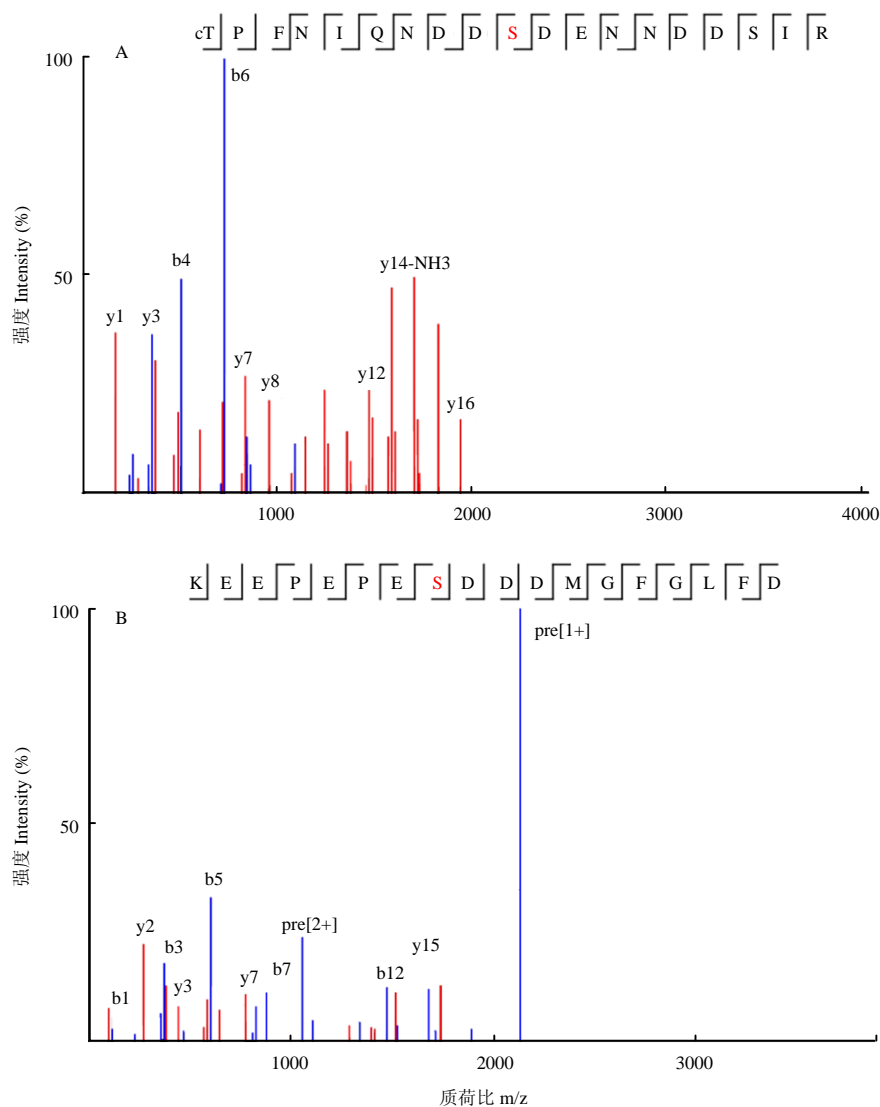 cT P F N I Q N D D S D E N N D D S I R
A
100
b6
b4
50
y14-NH3
y1
y3
y7
y8
y12
y16
强度 Intensity (%)
1000
2000
3000
4000
K E E P E P E S D D D M G F G L F D
B
100
pre[1+]
50
b5
y2
b3
pre[2+]
y15
b1
y3
y7
b7
b12
强度 Intensity (%)
1000
2000
3000
质荷比 m/z